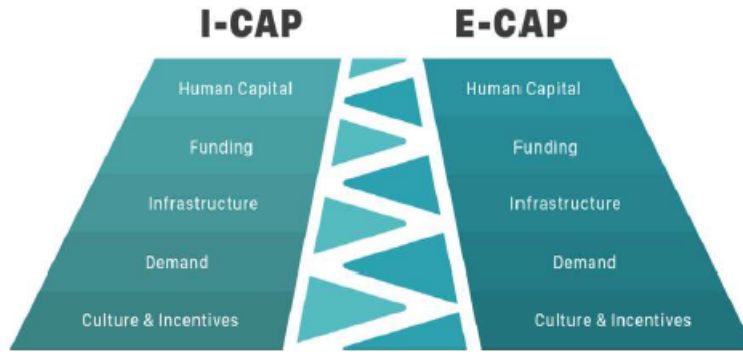 I-CAP
E-CAP
Human Capital
Human Capital
Funding
Funding
Infrastructure
Infrastructure
Demand
Demand
Culture & Incentives
Culture & Incentives